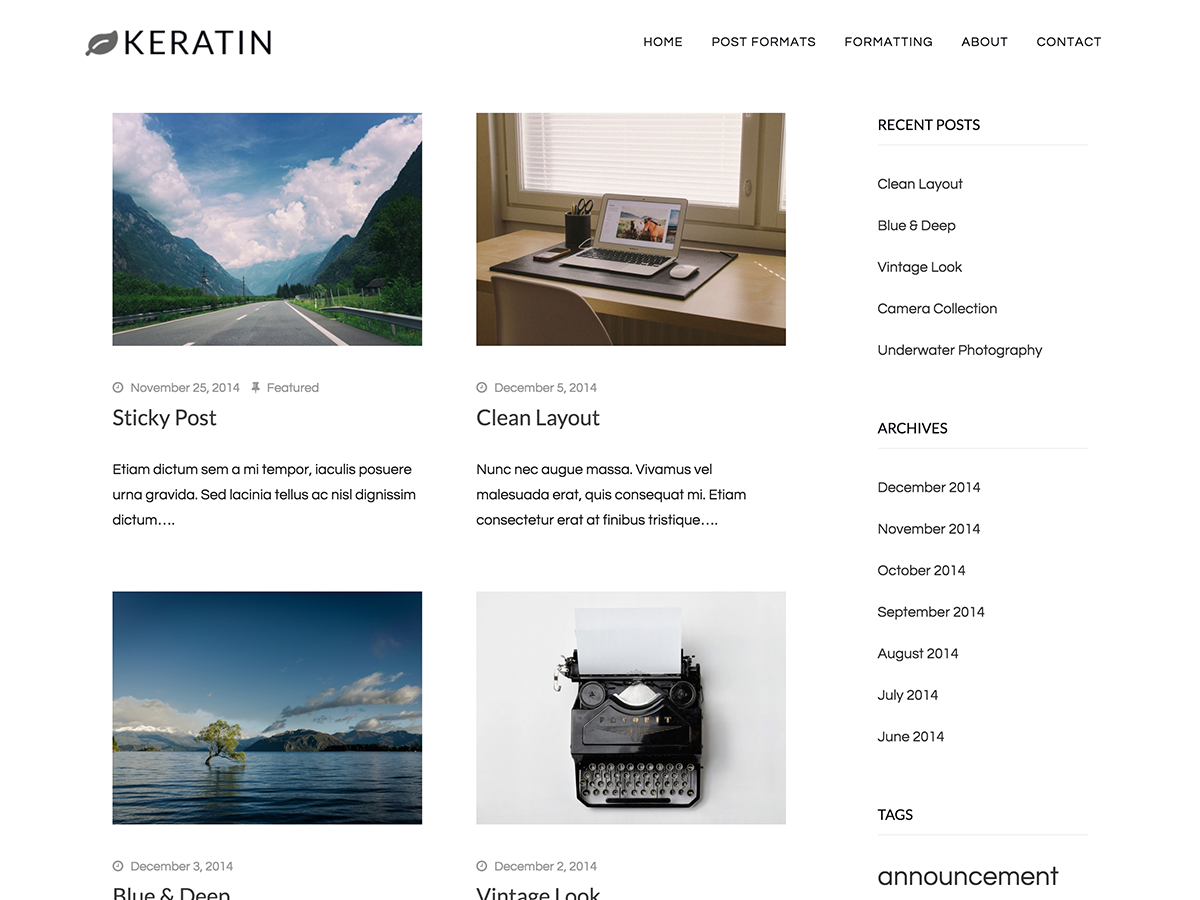 KERATIN
HOME POST FORMATS FORMATTING ABOUT CONTACT
November 25, 2014 Featured
Sticky Post
Etiam dictum sem a mi tempor, iaculis posuere
urna gravida. Sed lacinia tellus ac nisl dignissim
dictum….
December 5, 2014
Clean Layout
Nunc nec augue massa. Vivamus vel
malesuada erat, quis consequat mi. Etiam
consectetur erat at finibus tristique….
December 3, 2014
Blue & Deep
December 2, 2014
Vintage Look
RECENT POSTS
Clean Layout
Blue & Deep
Vintage Look
Camera Collection
Underwater Photography
ARCHIVES
December 2014
November 2014
October 2014
September 2014
August 2014
July 2014
June 2014
TAGS
announcement